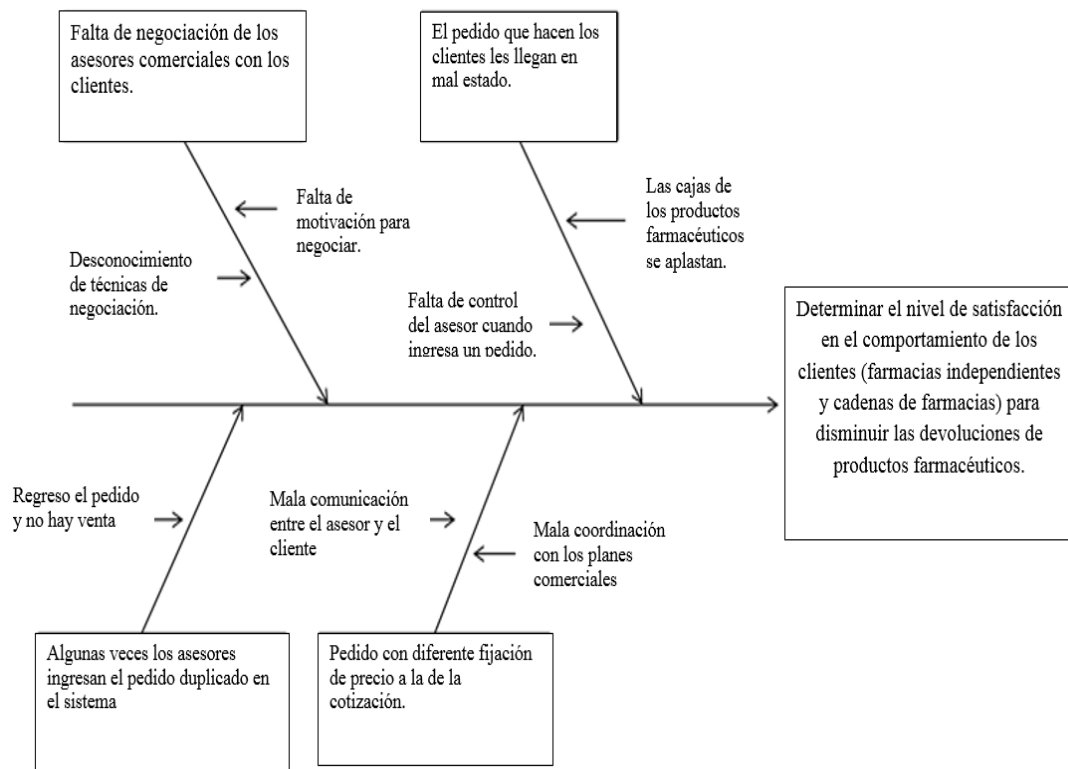 Falta de negociación de los
asesores comerciales con los
clientes.
El pedido que hacen los
clientes les llegan en
mal estado.
Falta de
motivación para
negociar.
Las cajas de
los productos
farmacéuticos
se aplastan.
Desconocimiento
de técnicas de
negociación.
Falta de control
del asesor cuando
ingresa un pedido.
Determinar el nivel de satisfacción
en el comportamiento de los
clientes (farmacias independientes
y cadenas de farmacias) para
disminuir las devoluciones de
productos farmacéuticos.
Regreso el pedido
y no hay venta
Mala comunicación
entre el asesor y el
cliente
Mala coordinación
con los planes
comerciales
Algunas veces los asesores
ingresan el pedido duplicado en
el sistema
Pedido con diferente fijación
de precio a la de la
cotización.